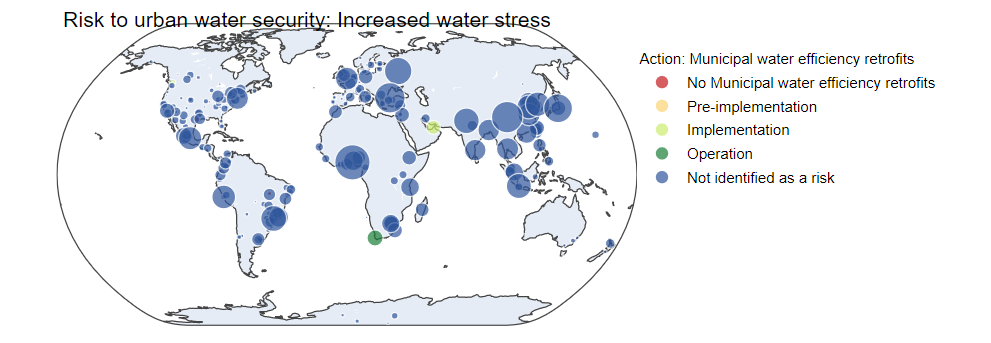 Risk to urban water security: Increased water stress
Action: Municipal water efficiency retrofits
No Municipal water efficiency retrofits
Pre-implementation
Implementation
Operation
Not identified as a risk